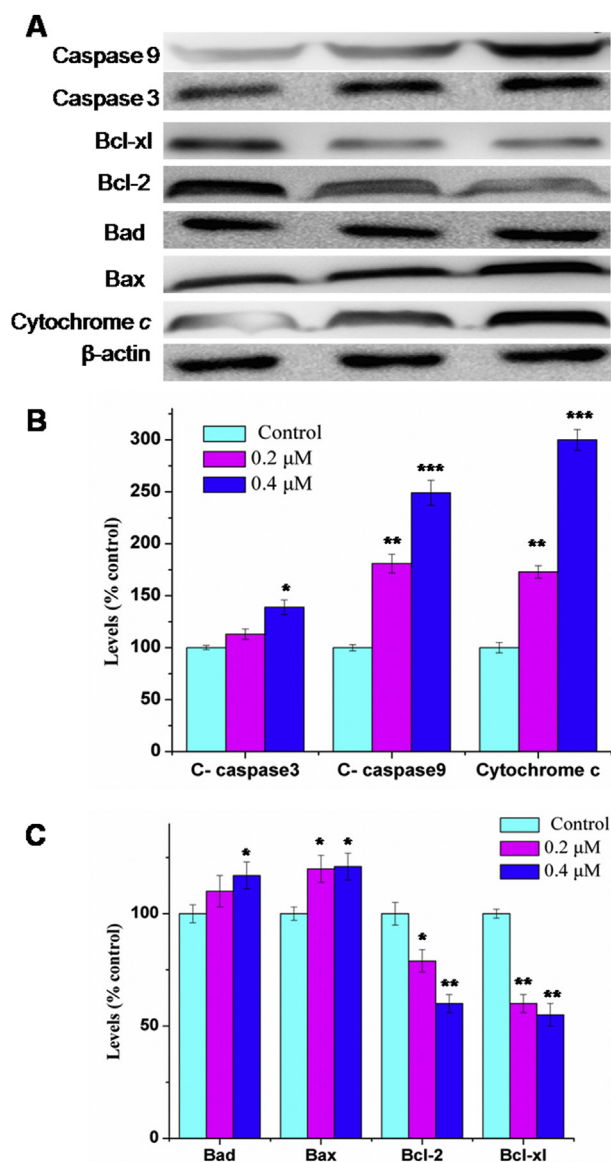 A
Caspase 9
Caspase 3
Bcl-xl
Bcl-2
Bad
Bax
Cytochrome c
β-actin
B
Control
0.2 µM
0.4 µM
Levels (% control)
300
250
200
150
100
50
0
*
**
***
**
***
C- caspase3 C- caspase9 Cytochrome c
C
Control
0.2 µM
0.4 µM
Levels (% control)
100
50
0
*
* *
*
**
**
**
Bad Bax Bcl-2 Bcl-xl